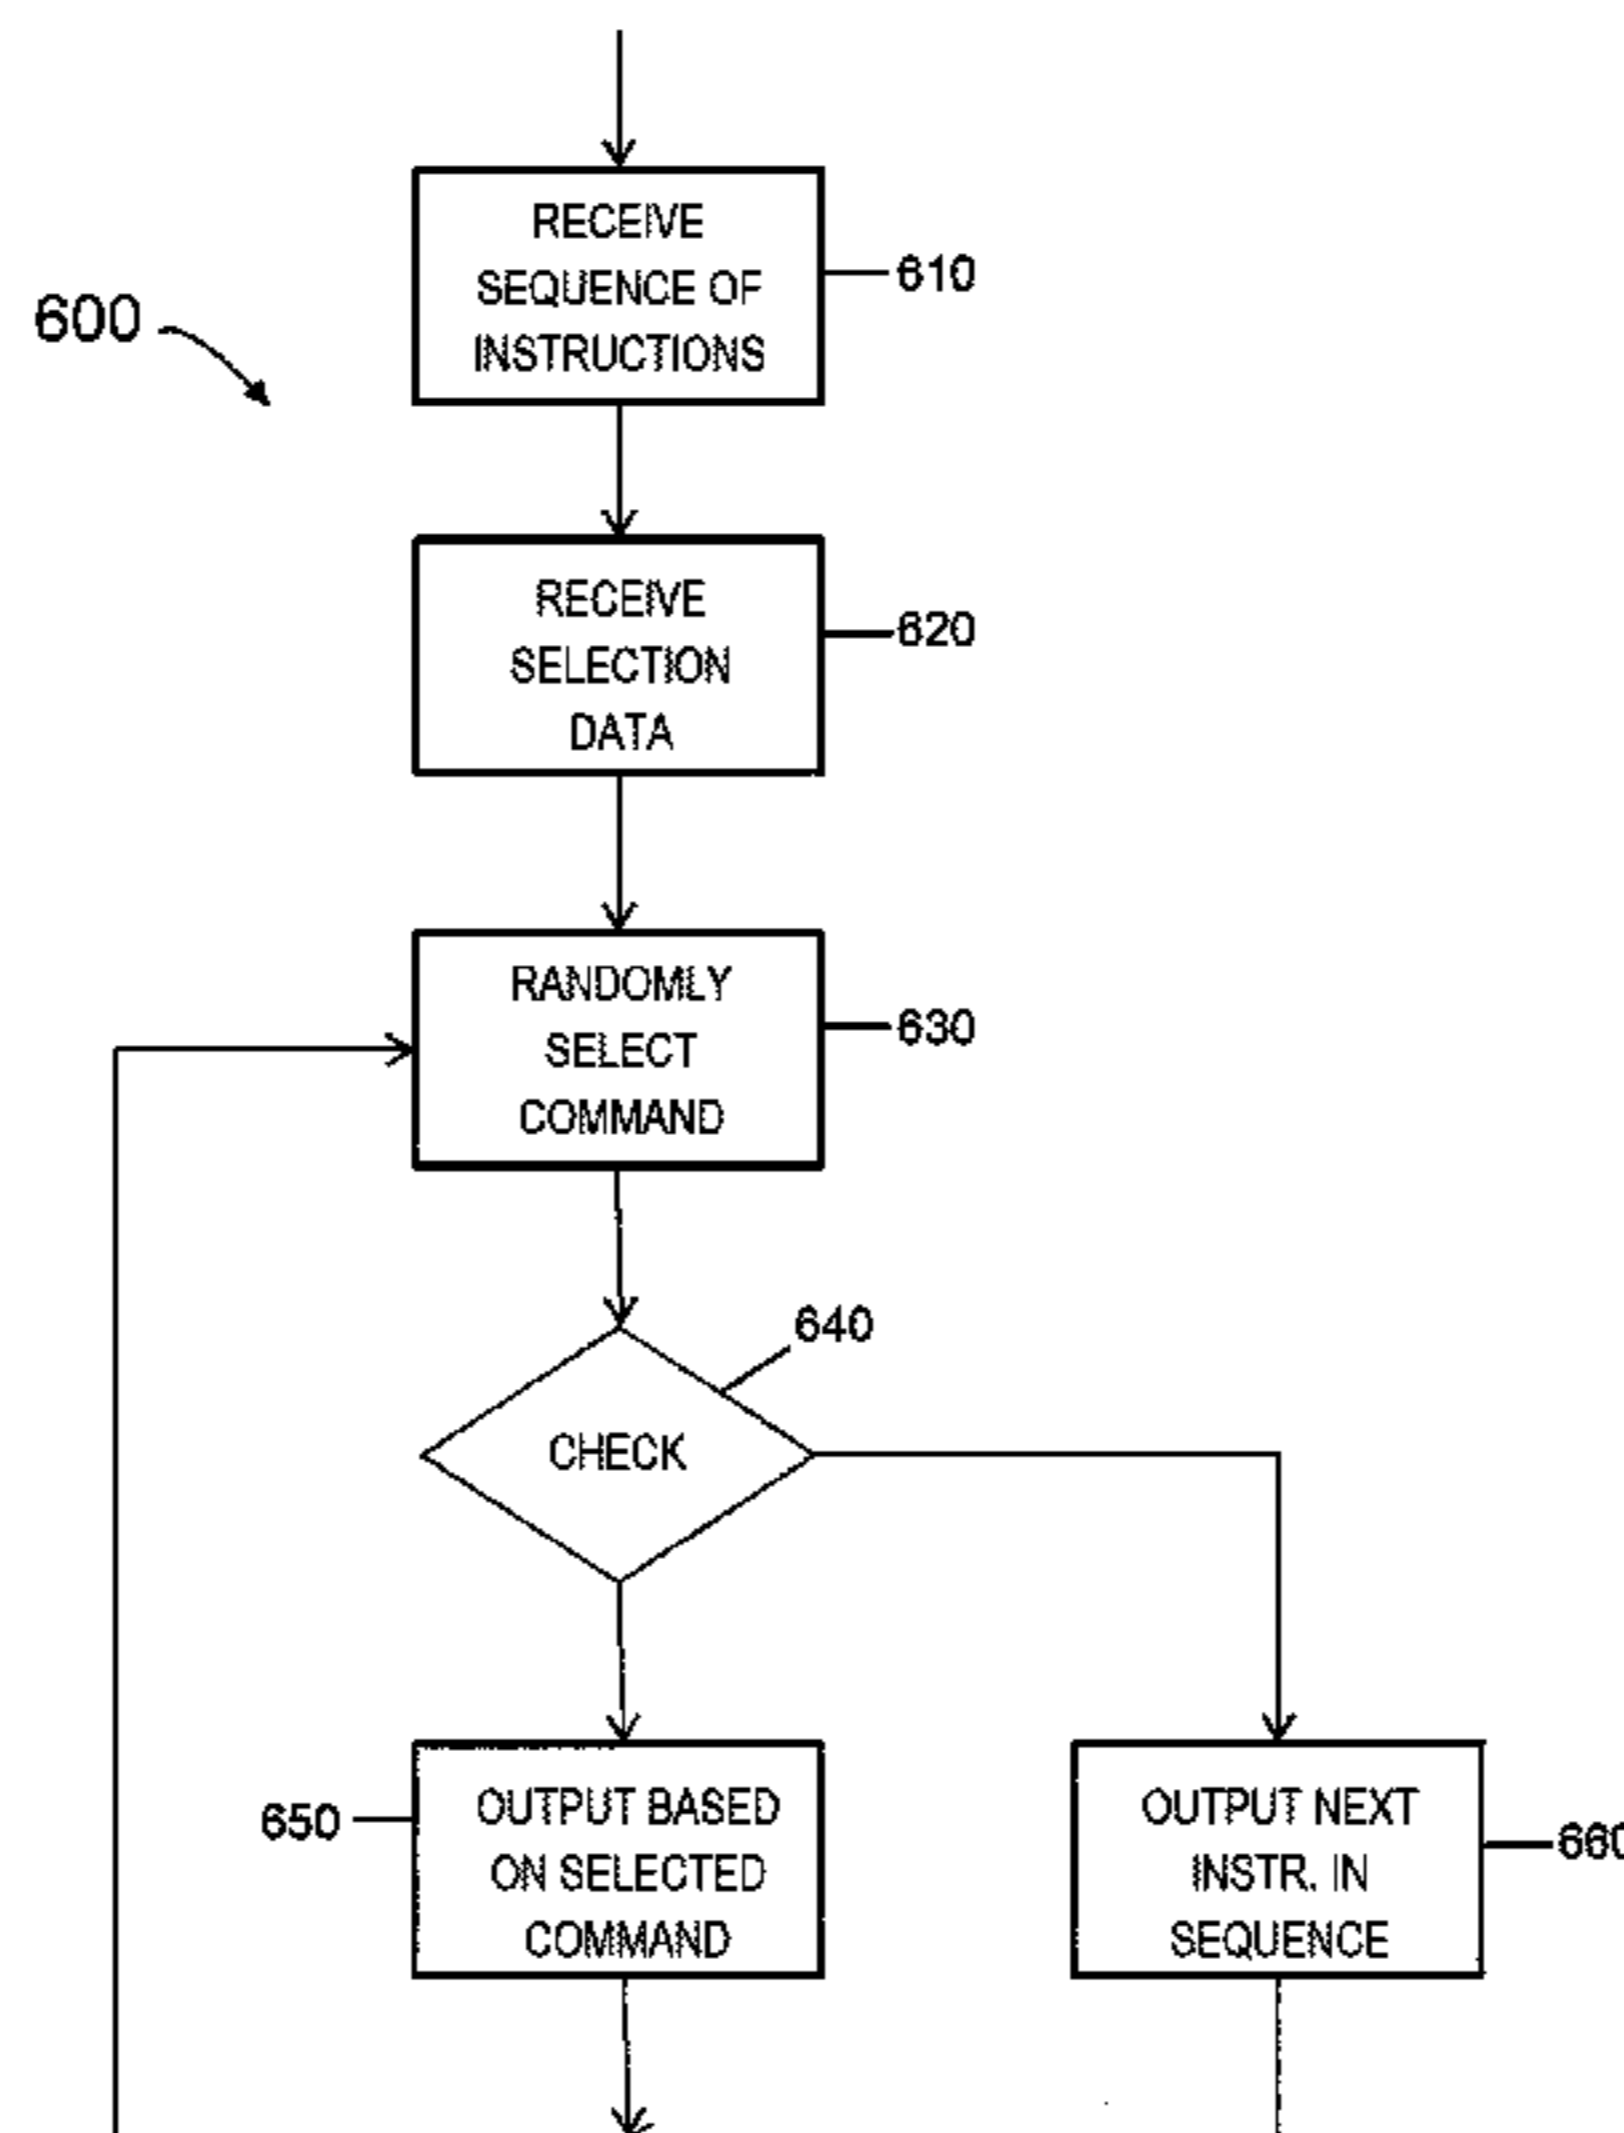 RECEIVE
SEQUENCE OF
INSTRUCTIONS
610
600
RECEIVE
SELECTION
DATA
620
RANDOMLY
SELECT
COMMAND
630
640
CHECK
650
OUTPUT BASED
ON SELECTED
COMMAND
OUTPUT NEXT
INSTR. IN
SEQUENCE
660